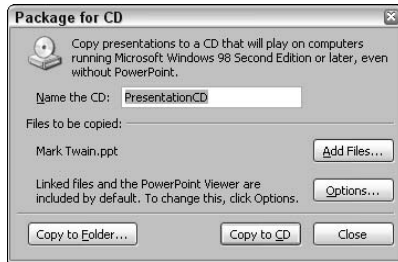 Package for CD
Copy presentations to a CD that will play on computers
running Microsoft Windows 98 Second Edition or later, even
without PowerPoint.
Name the CD: PresentationCD
Files to be copied:
Mark Twain.ppt
Add Files...
Linked files and the PowerPoint Viewer are
included by default. To change this, click Options.
Options...
Copy to Folder... Copy to CD Close